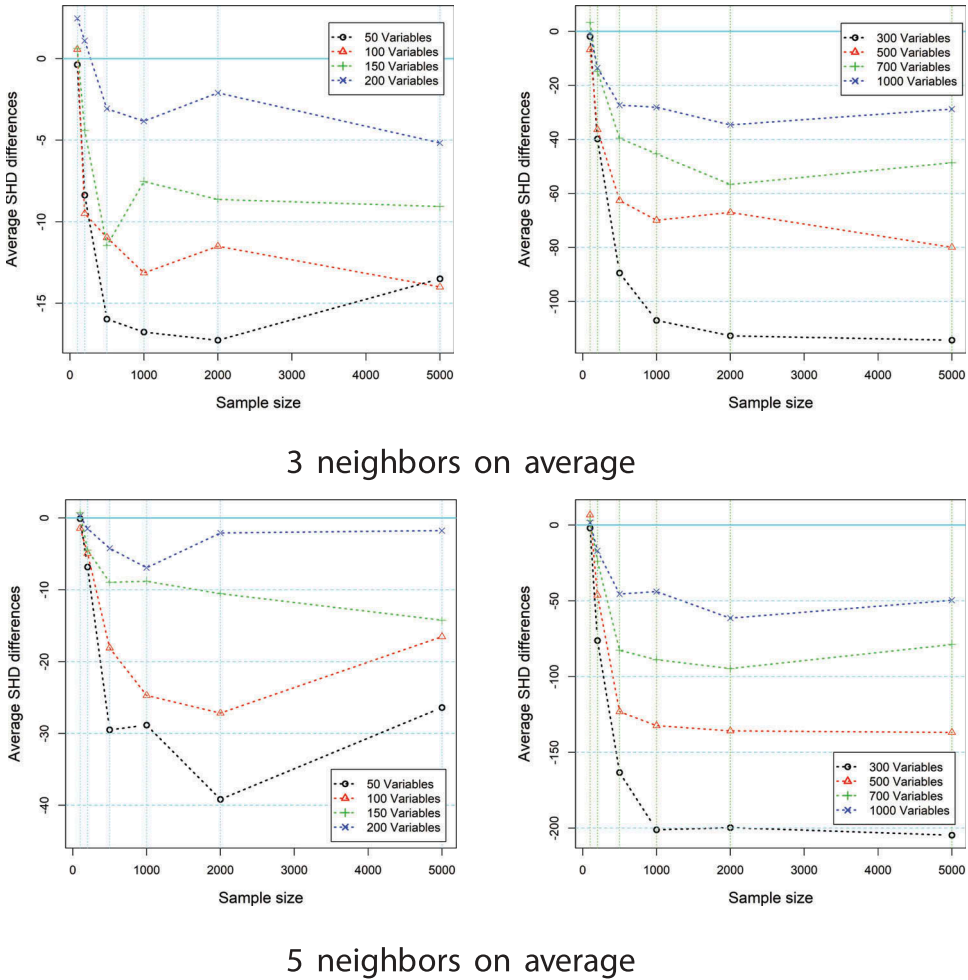 Average SHD differences
0
-5
-10
-15
50 Variables
100 Variables
150 Variables
200 Variables
0 1000 2000 3000 4000 5000
Sample size
Average SHD differences
0
20
40
-60
-80
-100
300 Variables
500 Variables
700 Variables
1000 Variables
0 1000 2000 3000 4000 5000
Sample size
3 neighbors on average
Average SHD differences
0
10
20
30
40
50 Variables
100 Variables
150 Variables
200 Variables
0 1000 2000 3000 4000 5000
Sample size
Average SHD differences
0
-50
-100
-150
-200
300 Variables
500 Variables
700 Variables
1000 Variables
0 1000 2000 3000 4000 5000
Sample size
5 neighbors on average